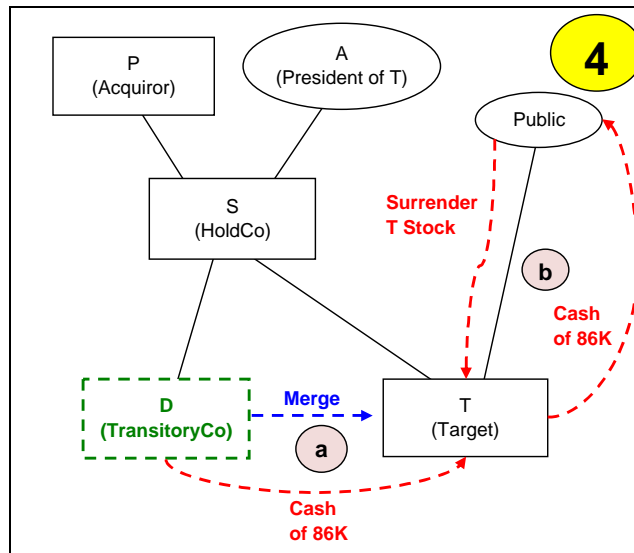 4
P
(Acquiror)
A
(President of T)
Public
S
(HoldCo)
Surrender
T Stock
b
Cash
of 86K
D
(TransitoryCo)
Merge
a
T
(Target)
Cash
of 86K